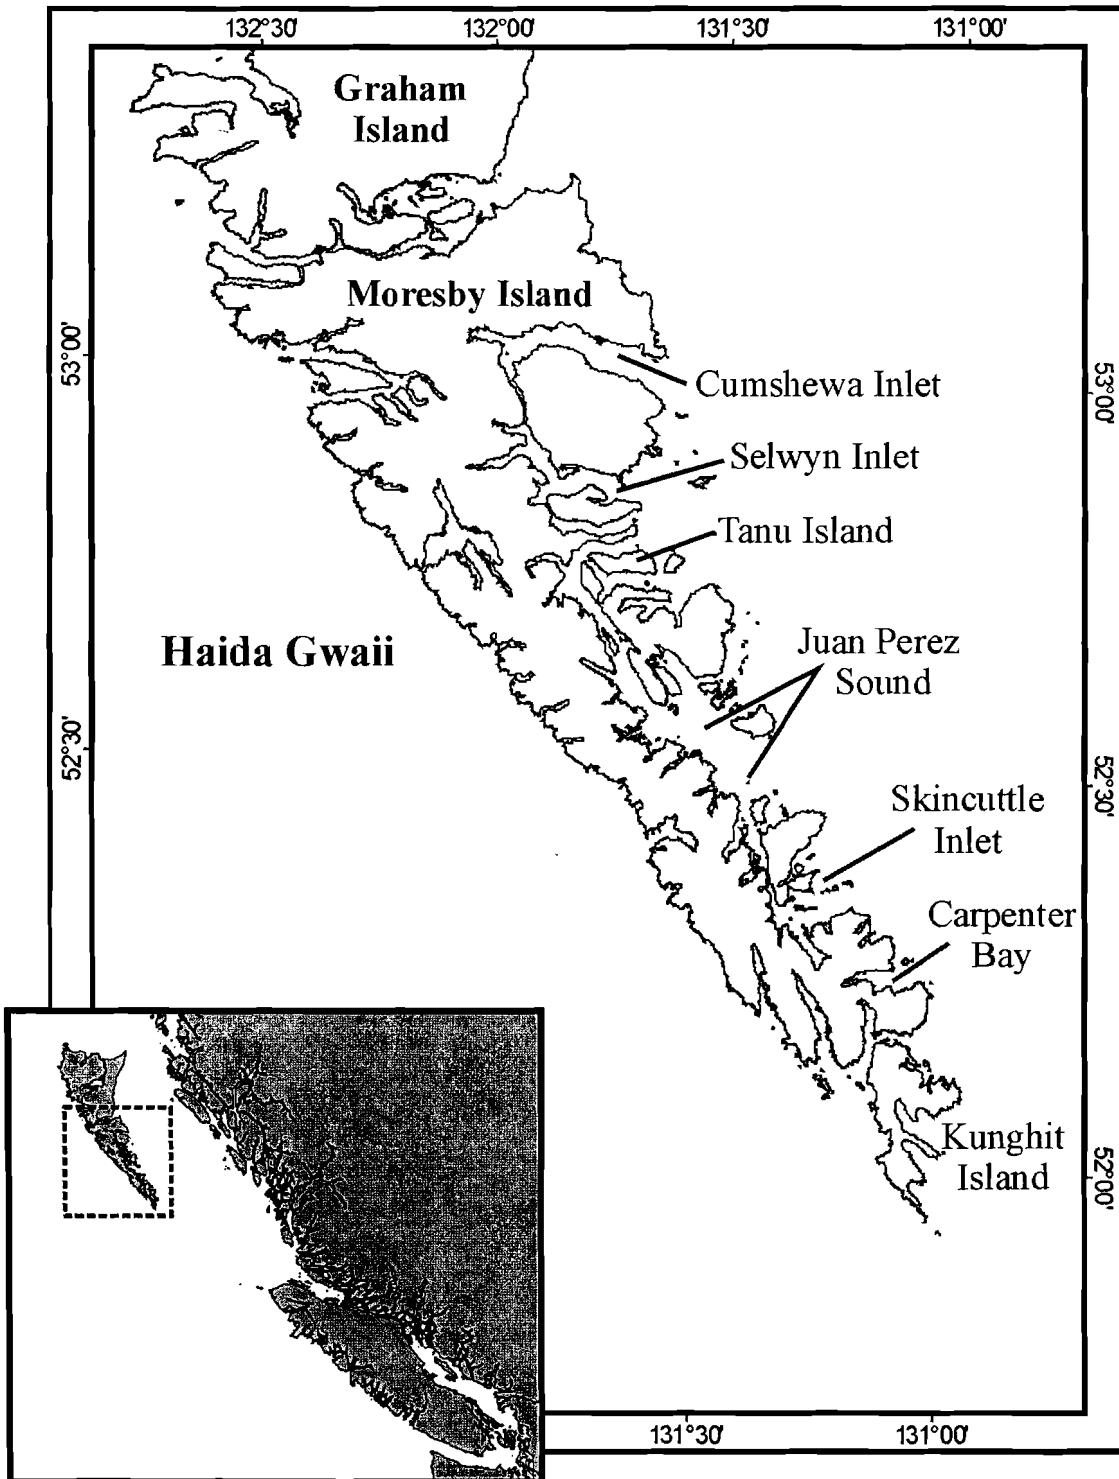 132°30'
132°00'
131°30'
131°00'
Graham
Island
Moresby Island
53°00'
53°00'
Cumshewa Inlet
Selwyn Inlet
Tanu Island
Haida Gwaii
Juan Perez
Sound
52°30'
52°30'
Skincuttle
Inlet
Carpenter
Bay
Kunghit
Island
52°00'
131°30'
131°00'